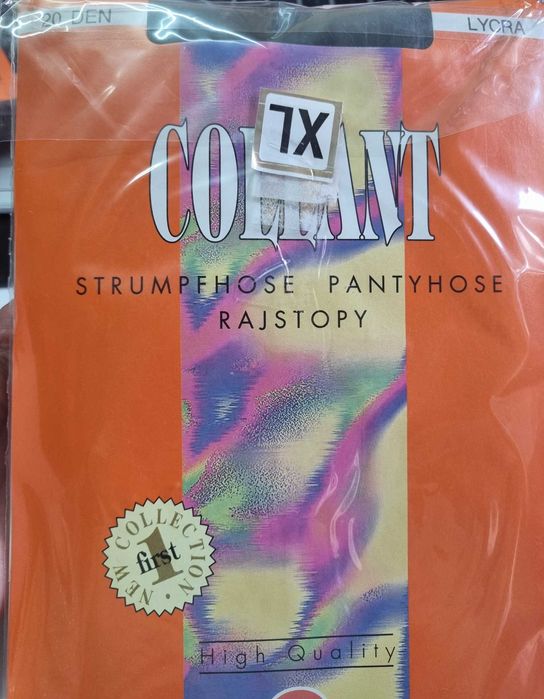 20 DEN
LYCRA
XL
COLLANT
STRUMPFHOSE PANTYHOSE
RAJSTOPY
NEW COLLECTION
1
first
High Quality